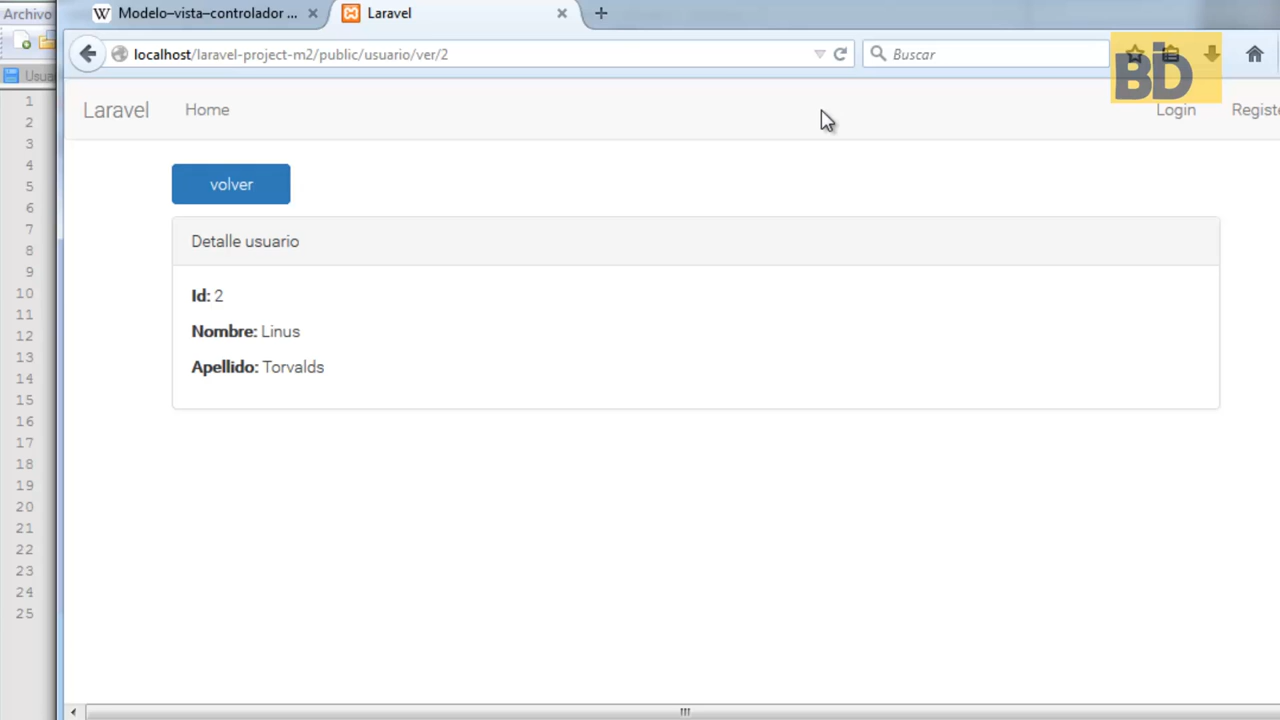 Archivo
Modelo–vista–controlador ...
Laravel
localhost/laravel-project-m2/public/usuario/ver/2
Buscar
BID
Usua
Laravel
Home
Login
Registe
volver
Detalle usuario
Id: 2
Nombre: Linus
Apellido: Torvalds
1
2
3
4
5
6
7
8
9
10
11
12
13
14
15
16
17
18
19
20
21
22
23
24
25